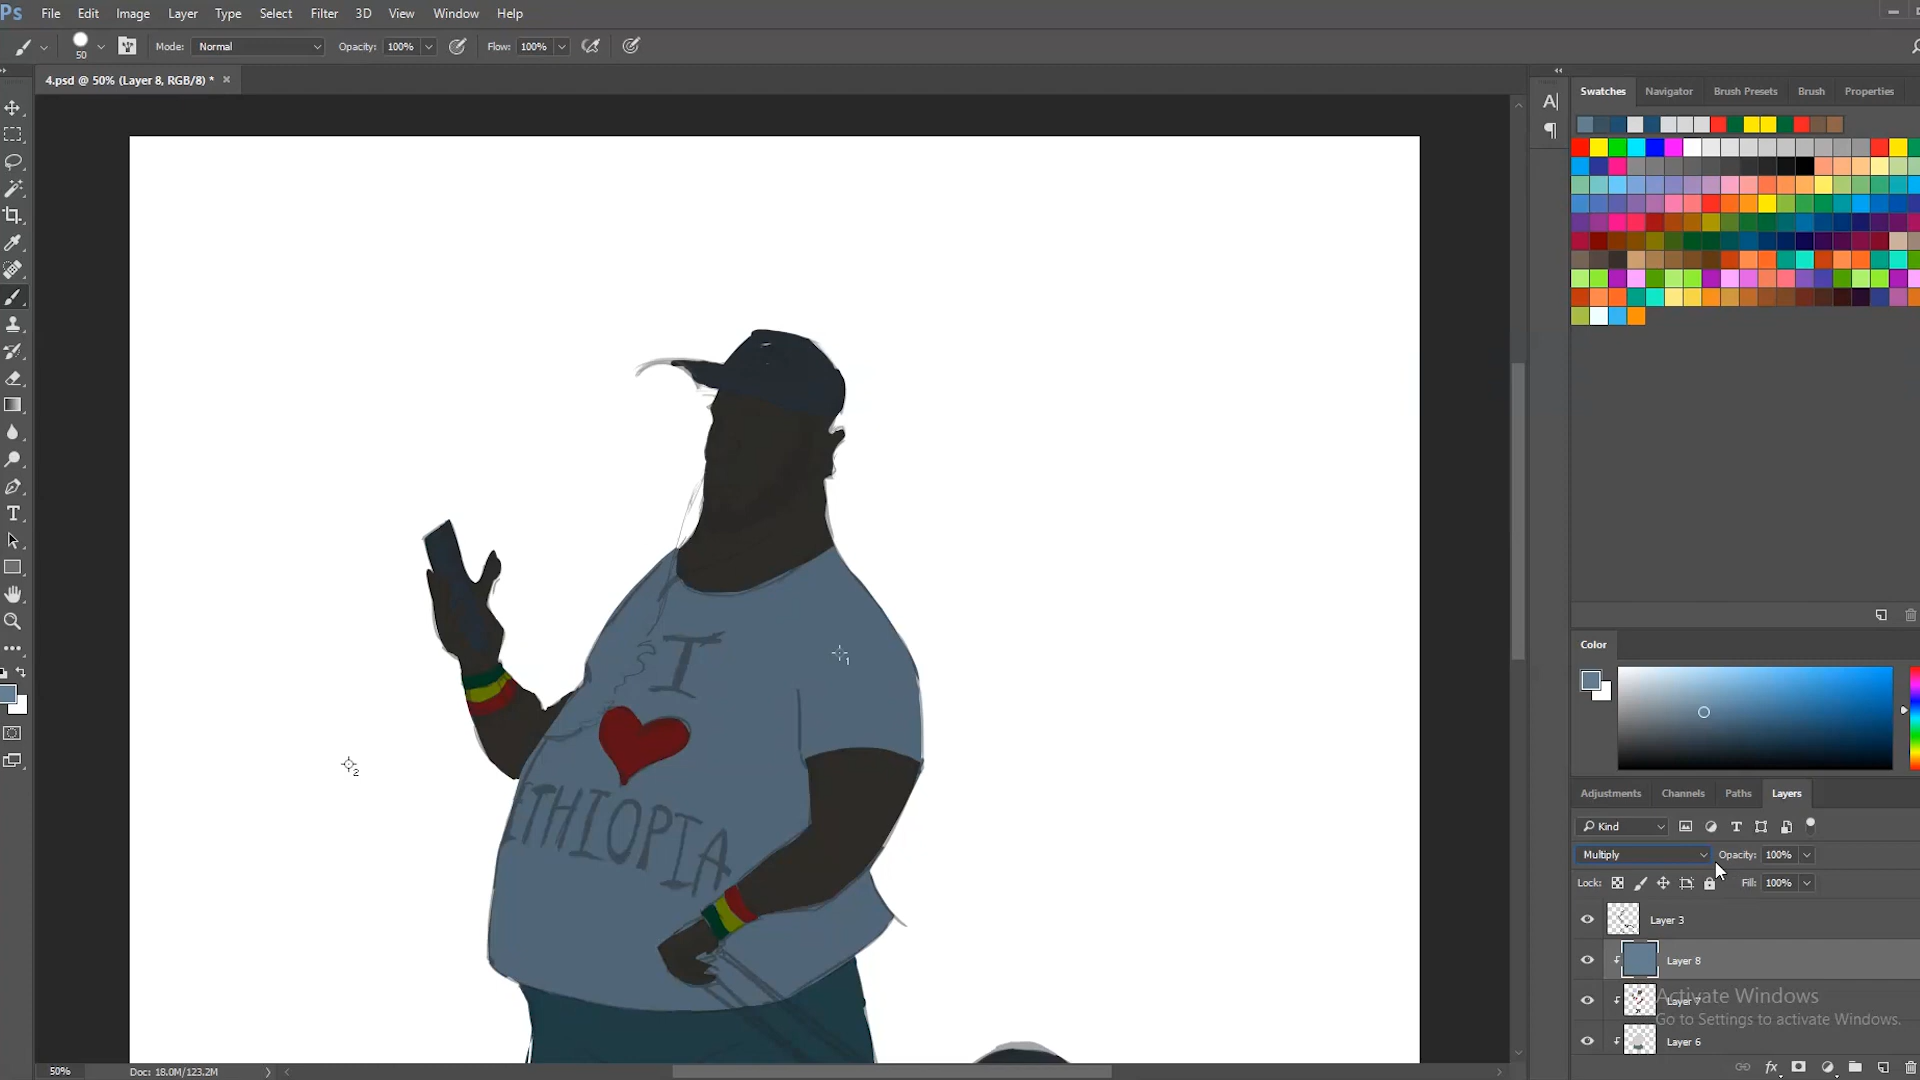 Ps File Edit Image Layer Type Select Filter 3D View Window Help
50 Mode: Normal Opacity: 100% Flow: 100%
4.psd @ 50% (Layer 8, RGB/8) * ×
Swatches Navigator Brush Presets Brush Properties
I
ETHIOPIA
1
2
Color
Adjustments Channels Paths Layers
Kind
Multiply Opacity: 100%
Lock: Fill: 100%
Layer 3
Layer 8
Layer 7
Layer 6
Activate Windows
Go to Settings to activate Windows.
50% Doc: 18.0M/123.2M